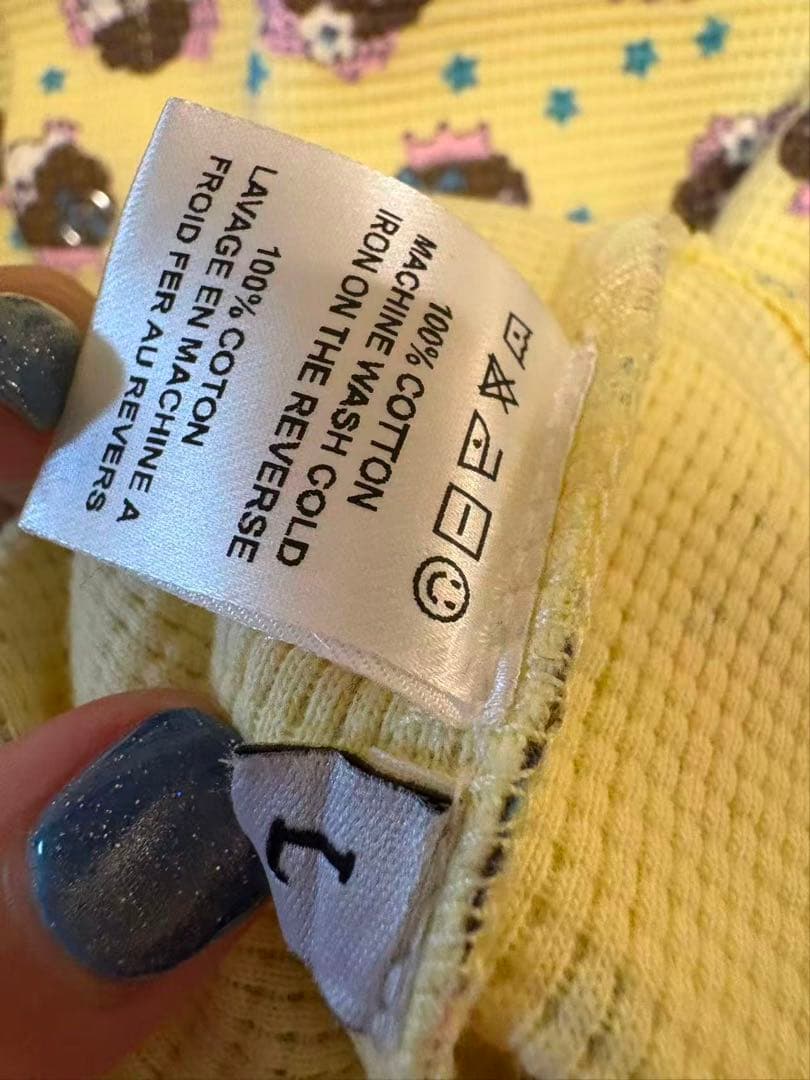 100% COTTON
MACHINE WASH COLD
IRON ON THE REVERSE
100% COTON
LAVAGE EN MACHINE A
FROID FER AU REVERS
L